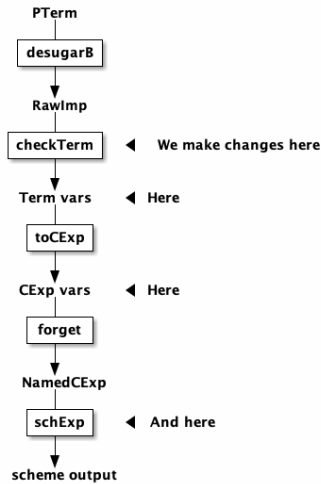 PTerm
desugarB
RawImp
checkTerm ◀ We make changes here
Term vars ◀ Here
toCExp
CExp vars ◀ Here
forget
NamedCExp
schExp ◀ And here
scheme output